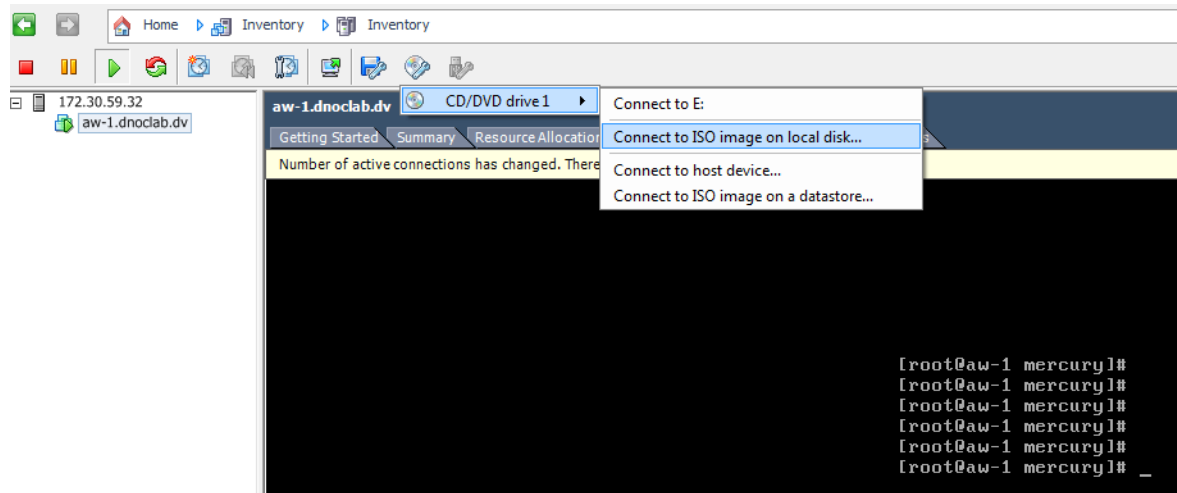 Home Inventory Inventory
172.30.59.32
aw-1.dnoclab.dv
aw-1.dnoclab.dv
CD/DVD drive 1
Connect to E:
Connect to ISO image on local disk...
Connect to host device...
Connect to ISO image on a datastore...
Getting Started Summary Resource Allocation s
Number of active connections has changed. There
[root@aw-1 mercury]#
[root@aw-1 mercury]#
[root@aw-1 mercury]#
[root@aw-1 mercury]#
[root@aw-1 mercury]#
[root@aw-1 mercury]# _